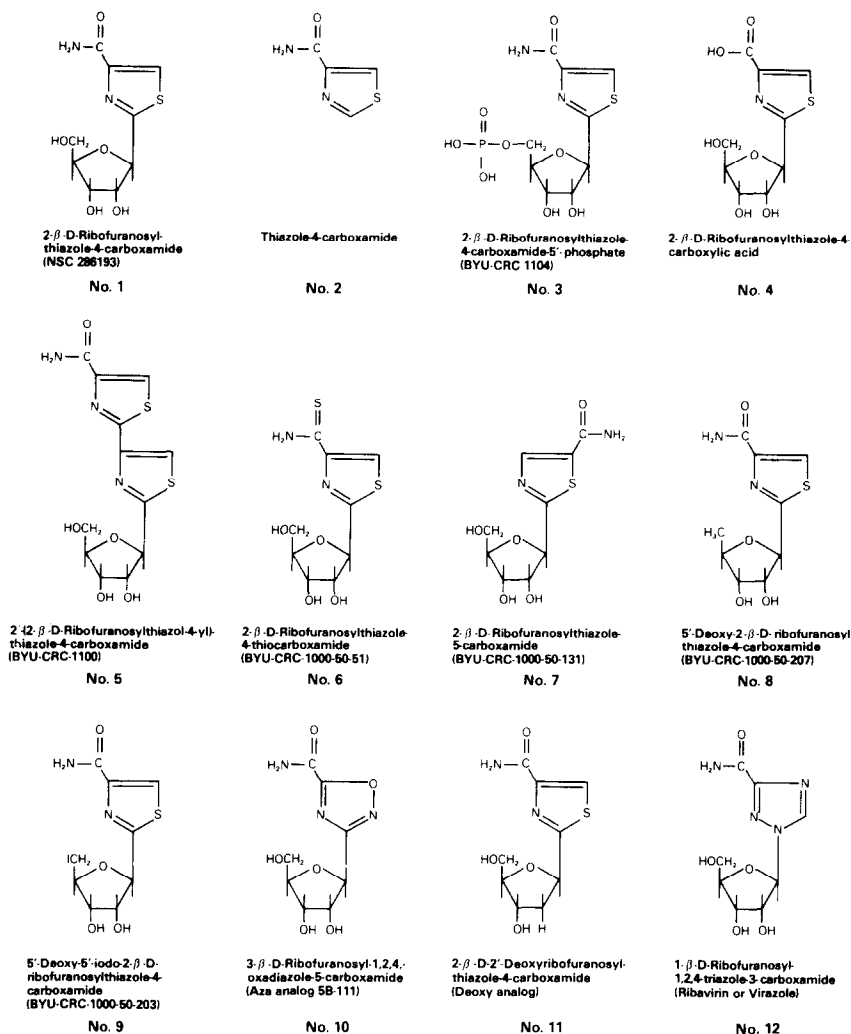 O
H₂N-C
N
S
HOCH₂
O
OH OH
2-β-D-Ribofuranosyl-
thiazole-4-carboxamide
(NSC 286193)
No. 1
O
H₂N-C
N
S
Thiazole-4-carboxamide
No. 2
O
H₂N-C
N
S
O
HO-P-O-CH₂
OH
O
OH OH
2-β-D-Ribofuranosylthiazole-
4-carboxamide-5'-phosphate
(BYU-CRC 1104)
No. 3
O
HO-C
N
S
HOCH₂
O
OH OH
2-β-D-Ribofuranosylthiazole-4-
carboxylic acid
No. 4
O
H₂N-C
N
S
N
S
HOCH₂
O
OH OH
2'-(2-β-D-Ribofuranosylthiazol-4-yl)-
thiazole-4-carboxamide
(BYU-CRC-1100)
No. 5
S
H₂N-C
N
S
HOCH₂
O
OH OH
2-β-D-Ribofuranosylthiazole-
4-thiocarboxamide
(BYU-CRC-1000-50-51)
No. 6
O
C-NH₂
N
S
HOCH₂
O
OH OH
2-β-D-Ribofuranosylthiazole-
5-carboxamide
(BYU-CRC-1000-50-131)
No. 7
O
H₂N-C
N
S
H₃C
O
OH OH
5'-Deoxy-2-β-D-ribofuranosyl
thiazole-4-carboxamide
(BYU-CRC-1000-50-207)
No. 8
O
H₂N-C
N
S
ICH₂
O
OH OH
5'-Deoxy-5'-iodo-2-β-D-
ribofuranosylthiazole-4-
carboxamide
(BYU-CRC-1000-50-203)
No. 9
O
H₂N-C
O
N
N
HOCH₂
O
OH OH
3-β-D-Ribofuranosyl-1,2,4,-
oxadiazole-5-carboxamide
(Aza analog 5B-111)
No. 10
O
H₂N-C
N
S
HOCH₂
O
OH H
2-β-D-2'-Deoxyribofuranosyl-
thiazole-4-carboxamide
(Deoxy analog)
No. 11
O
H₂N-C
N
N
N
HOCH₂
O
OH OH
1-β-D-Ribofuranosyl-
1,2,4-triazole-3-carboxamide
(Ribavirin or Virazole)
No. 12